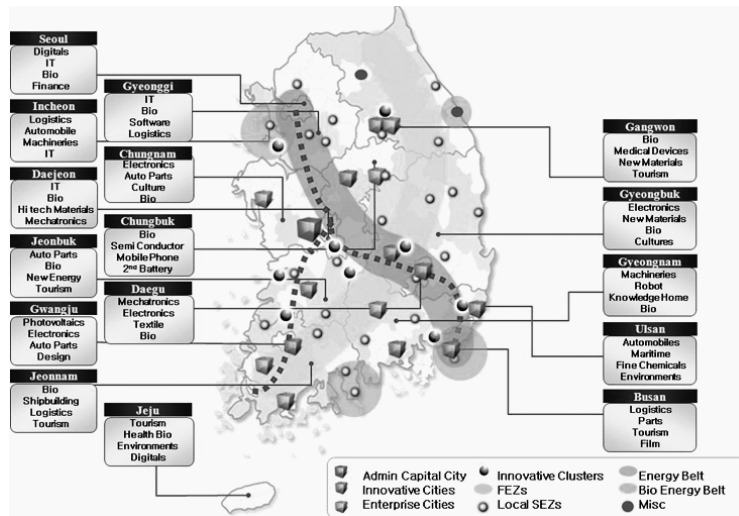 Seoul
Digitals
IT
Bio
Finance
Gyeonggi
IT
Bio
Software
Logistics
Incheon
Logistics
Automobile
Machineries
IT
Chungnam
Electronics
Auto Parts
Culture
Bio
Daejeon
IT
Bio
Hi tech Materials
Mechatronics
Chungbuk
Bio
Semi Conductor
Mobile Phone
2nd Battery
Jeonbuk
Auto Parts
Bio
New Energy
Tourism
Daegu
Mechatronics
Electronics
Textile
Bio
Gwangju
Photovoltaics
Electronics
Auto Parts
Design
Jeonnam
Bio
Shipbuilding
Logistics
Tourism
Jeju
Tourism
Health Bio
Environments
Digitals
Gangwon
Bio
Medical Devices
New Materials
Tourism
Gyeongbuk
Electronics
New Materials
Bio
Cultures
Gyeongnam
Machineries
Robot
Knowledge Home
Bio
Ulsan
Automobiles
Maritime
Fine Chemicals
Environments
Busan
Logistics
Parts
Tourism
Film
Admin Capital City
Innovative Cities
Enterprise Cities
Innovative Clusters
FEZs
Local SEZs
Energy Belt
Bio Energy Belt
Misc